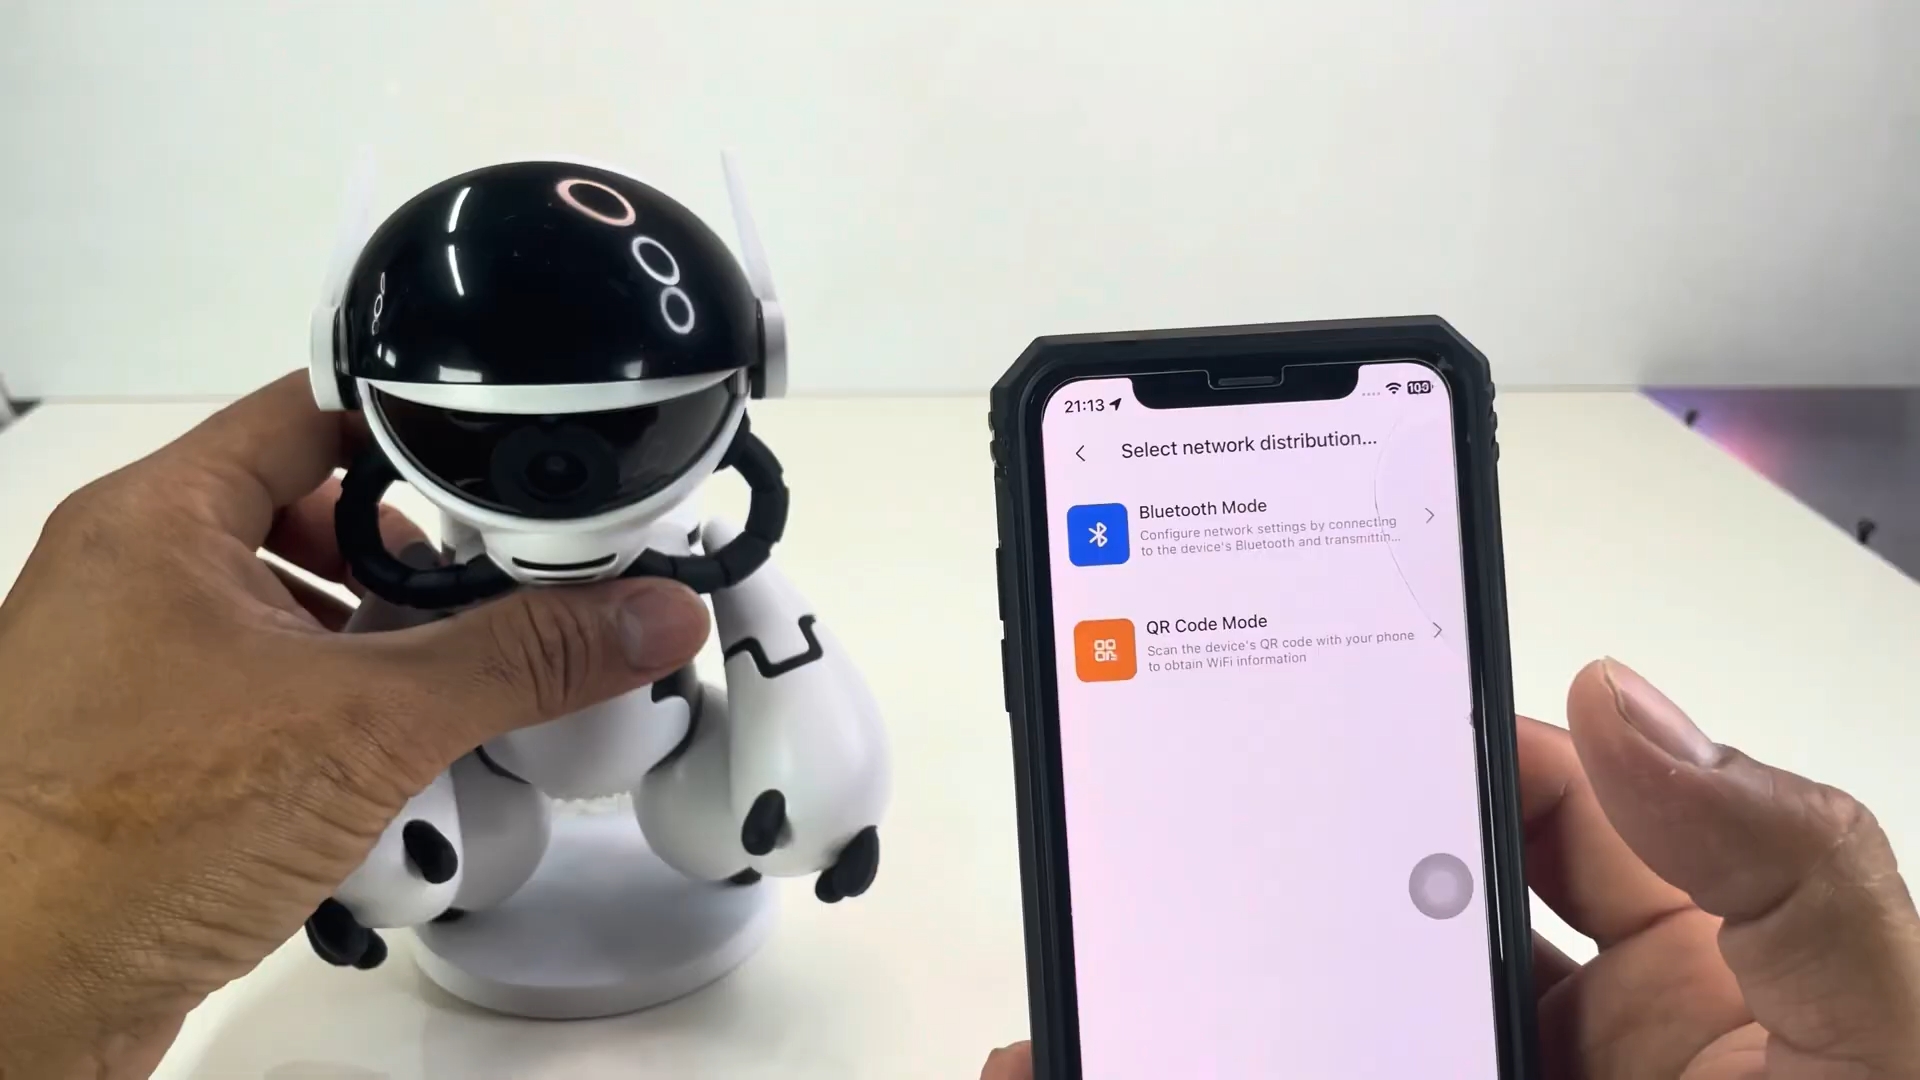 21:13
100
Select network distribution...
Bluetooth Mode
Configure network settings by connecting
to the device's Bluetooth and transmittin...
QR Code Mode
Scan the device's QR code with your phone
to obtain WiFi information